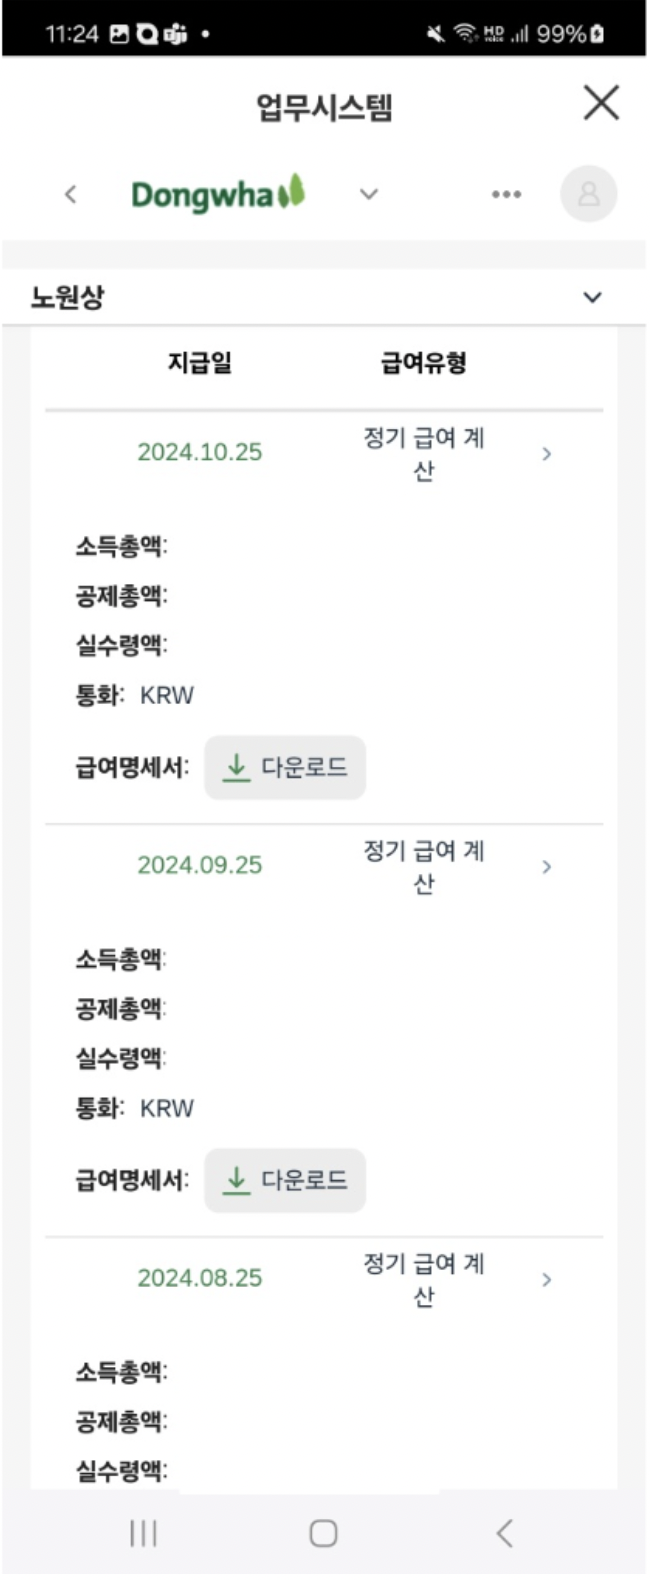 11:24
HD
99%
업무시스템
Dongwha
노원상
지급일 급여유형
2024.10.25 정기 급여 계
산
소득총액:
공제총액:
실수령액:
통화: KRW
급여명세서: 다운로드
2024.09.25 정기 급여 계
산
소득총액:
공제총액:
실수령액:
통화: KRW
급여명세서: 다운로드
2024.08.25 정기 급여 계
산
소득총액:
공제총액:
실수령액: